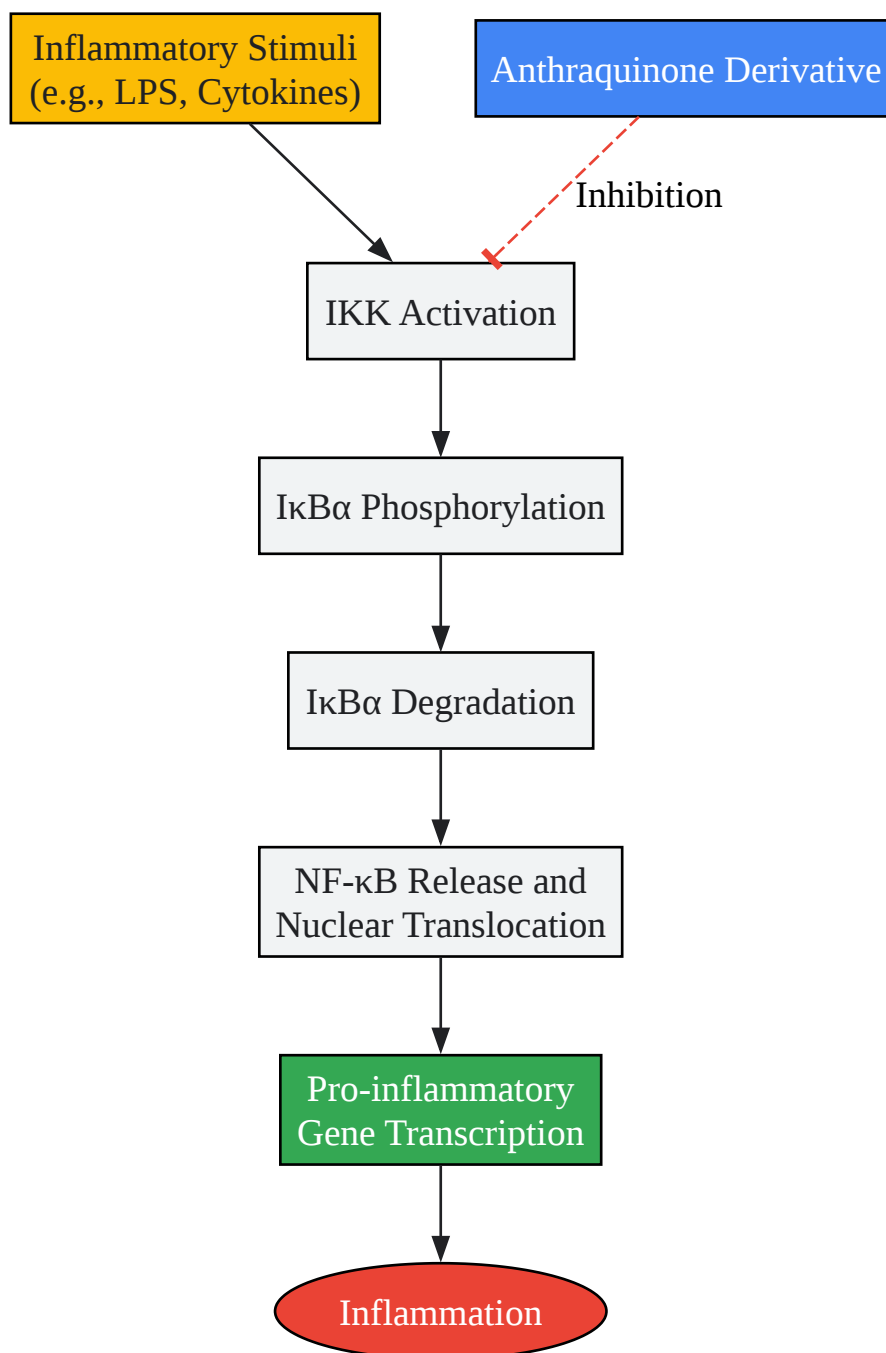 Inflammatory Stimuli
(e.g., LPS, Cytokines)
Anthraquinone Derivative
Inhibition
IKK Activation
IκBα Phosphorylation
IκBα Degradation
NF-κB Release and
Nuclear Translocation
Pro-inflammatory
Gene Transcription
Inflammation